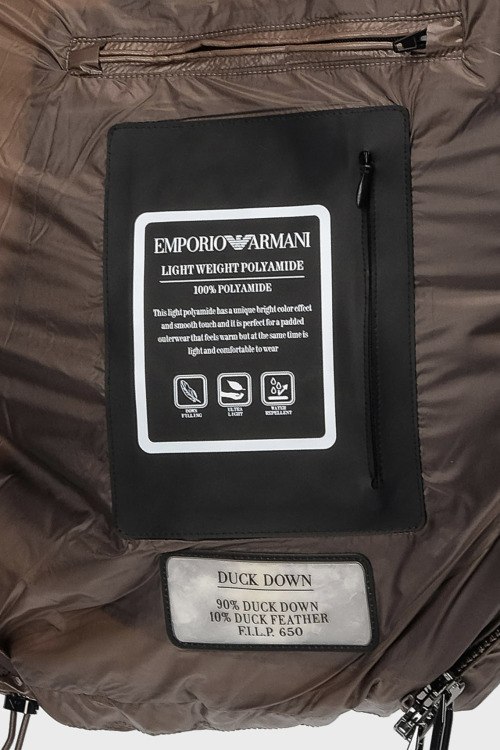 EMPORIO ARMANI
LIGHT WEIGHT POLYAMIDE
100% POLYAMIDE
This light polyamide has a unique bright color effect
and smooth touch and it is perfect for a padded
outerwear that feels warm but at the same time is
light and comfortable to wear
DOWN
FILLING
ULTRA
LIGHT
WATER
REPELLENT
DUCK DOWN
90% DUCK DOWN
10% DUCK FEATHER
F.I.L.P. 650